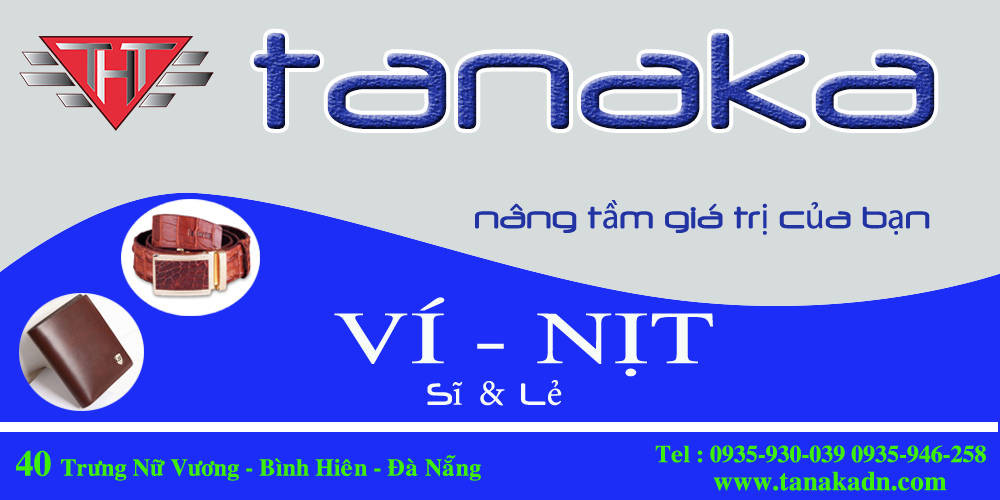 THT
tanaka
nâng tầm giá trị của bạn
VÍ - NỊT
Sĩ & Lẻ
40 Trưng Nữ Vương - Bình Hiên - Đà Nẵng
Tel : 0935-930-039 0935-946-258
www.tanakadn.com